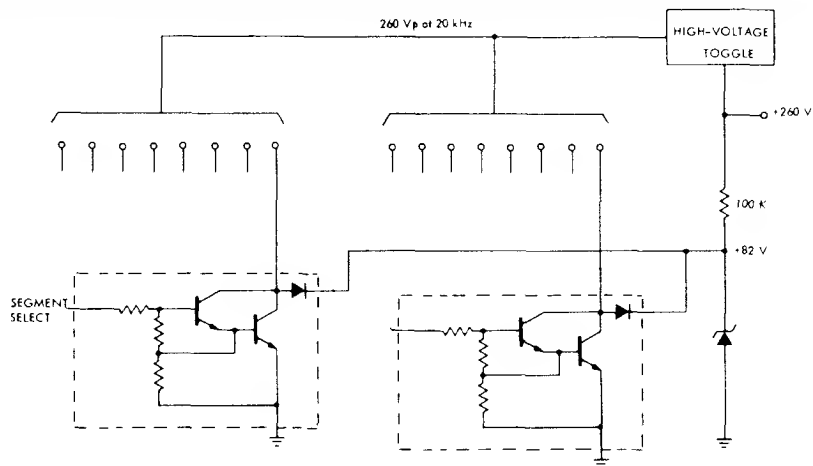 260 Vp at 20 kHz
HIGH-VOLTAGE
TOGGLE
+260 V
100 K
+82 V
SEGMENT
SELECT